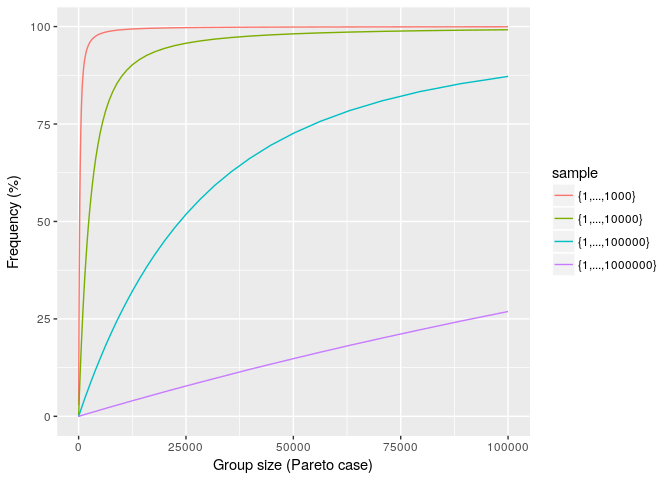 100
75
50
25
0
Frequency (%)
0 25000 50000 75000 100000
Group size (Pareto case)
sample
{1,...,1000}
{1,...,10000}
{1,...,100000}
{1,...,1000000}